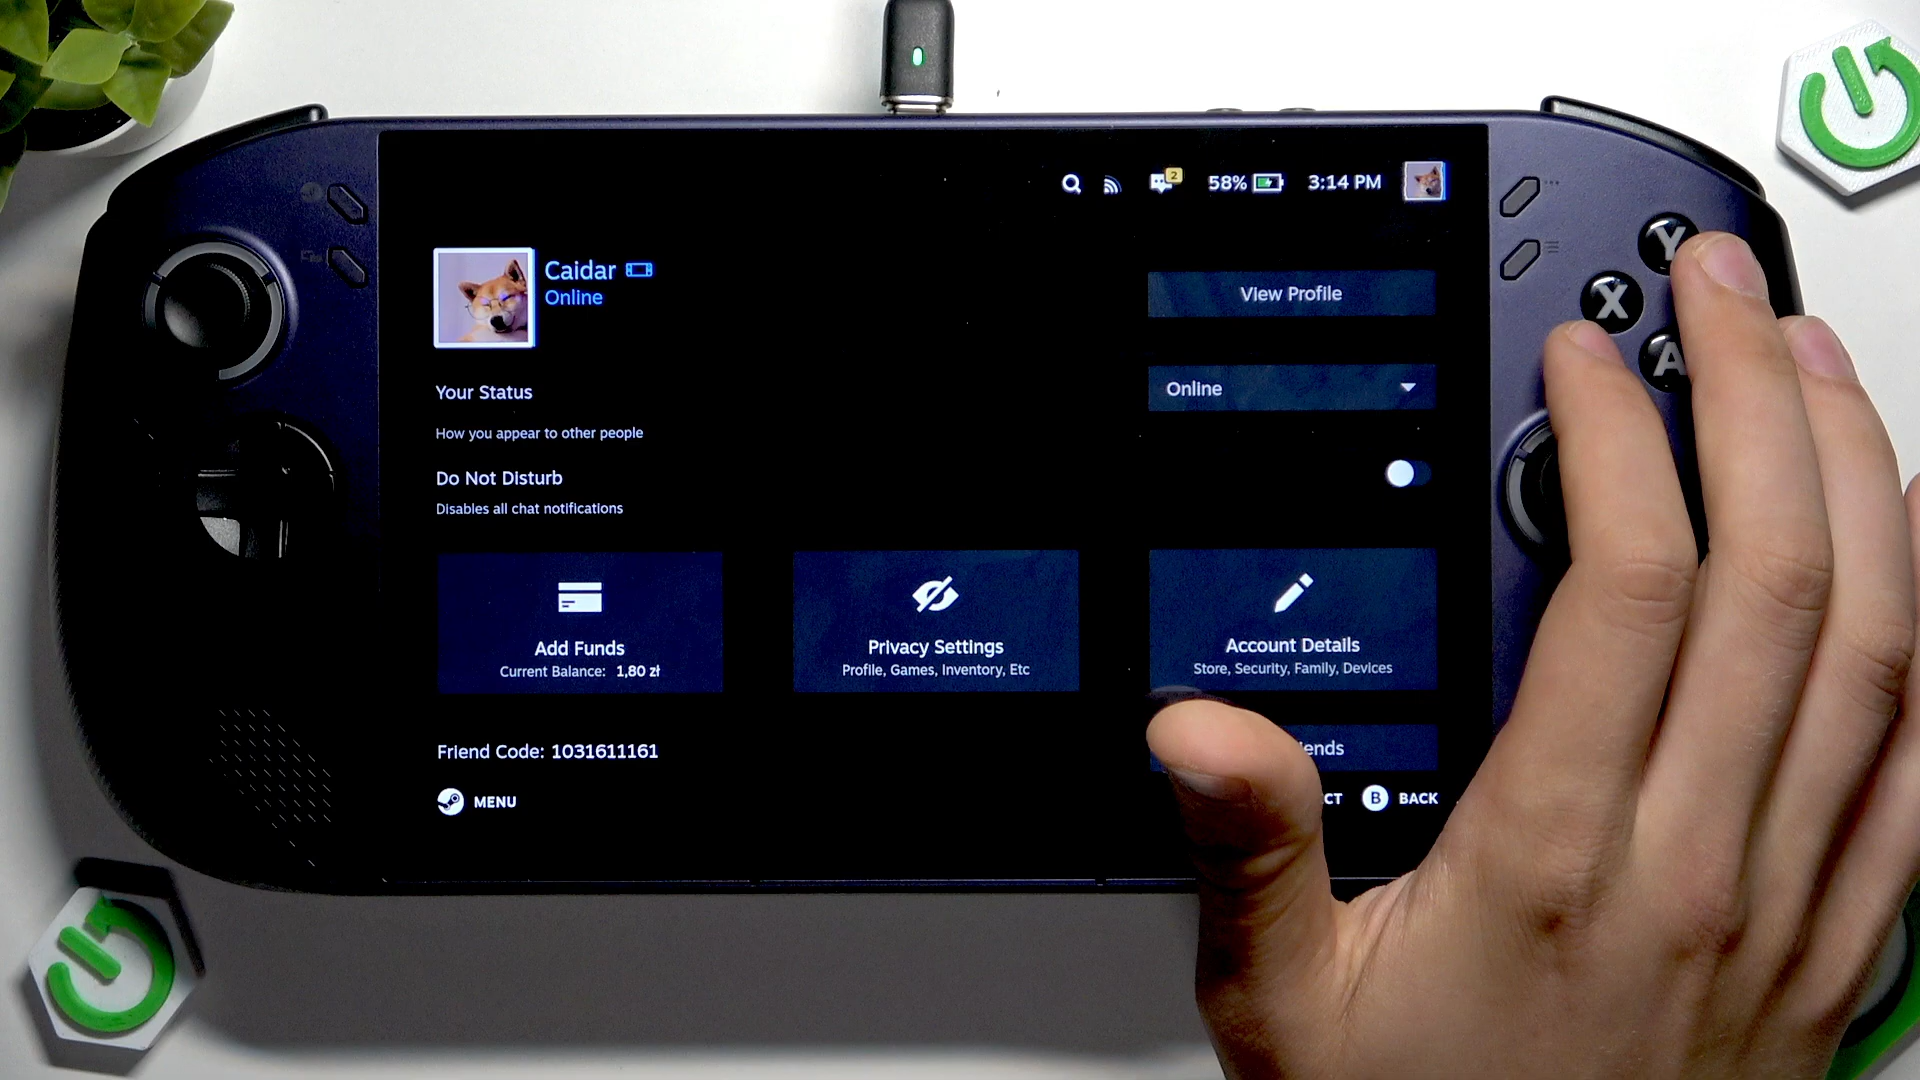 2
58%
3:14 PM
Caidar
Online
View Profile
Your Status
How you appear to other people
Online
Do Not Disturb
Disables all chat notifications
Add Funds
Current Balance: 1,80 zł
Privacy Settings
Profile, Games, Inventory, Etc
Account Details
Store, Security, Family, Devices
Friend Code: 1031611161
MENU
B BACK
Y
X
A